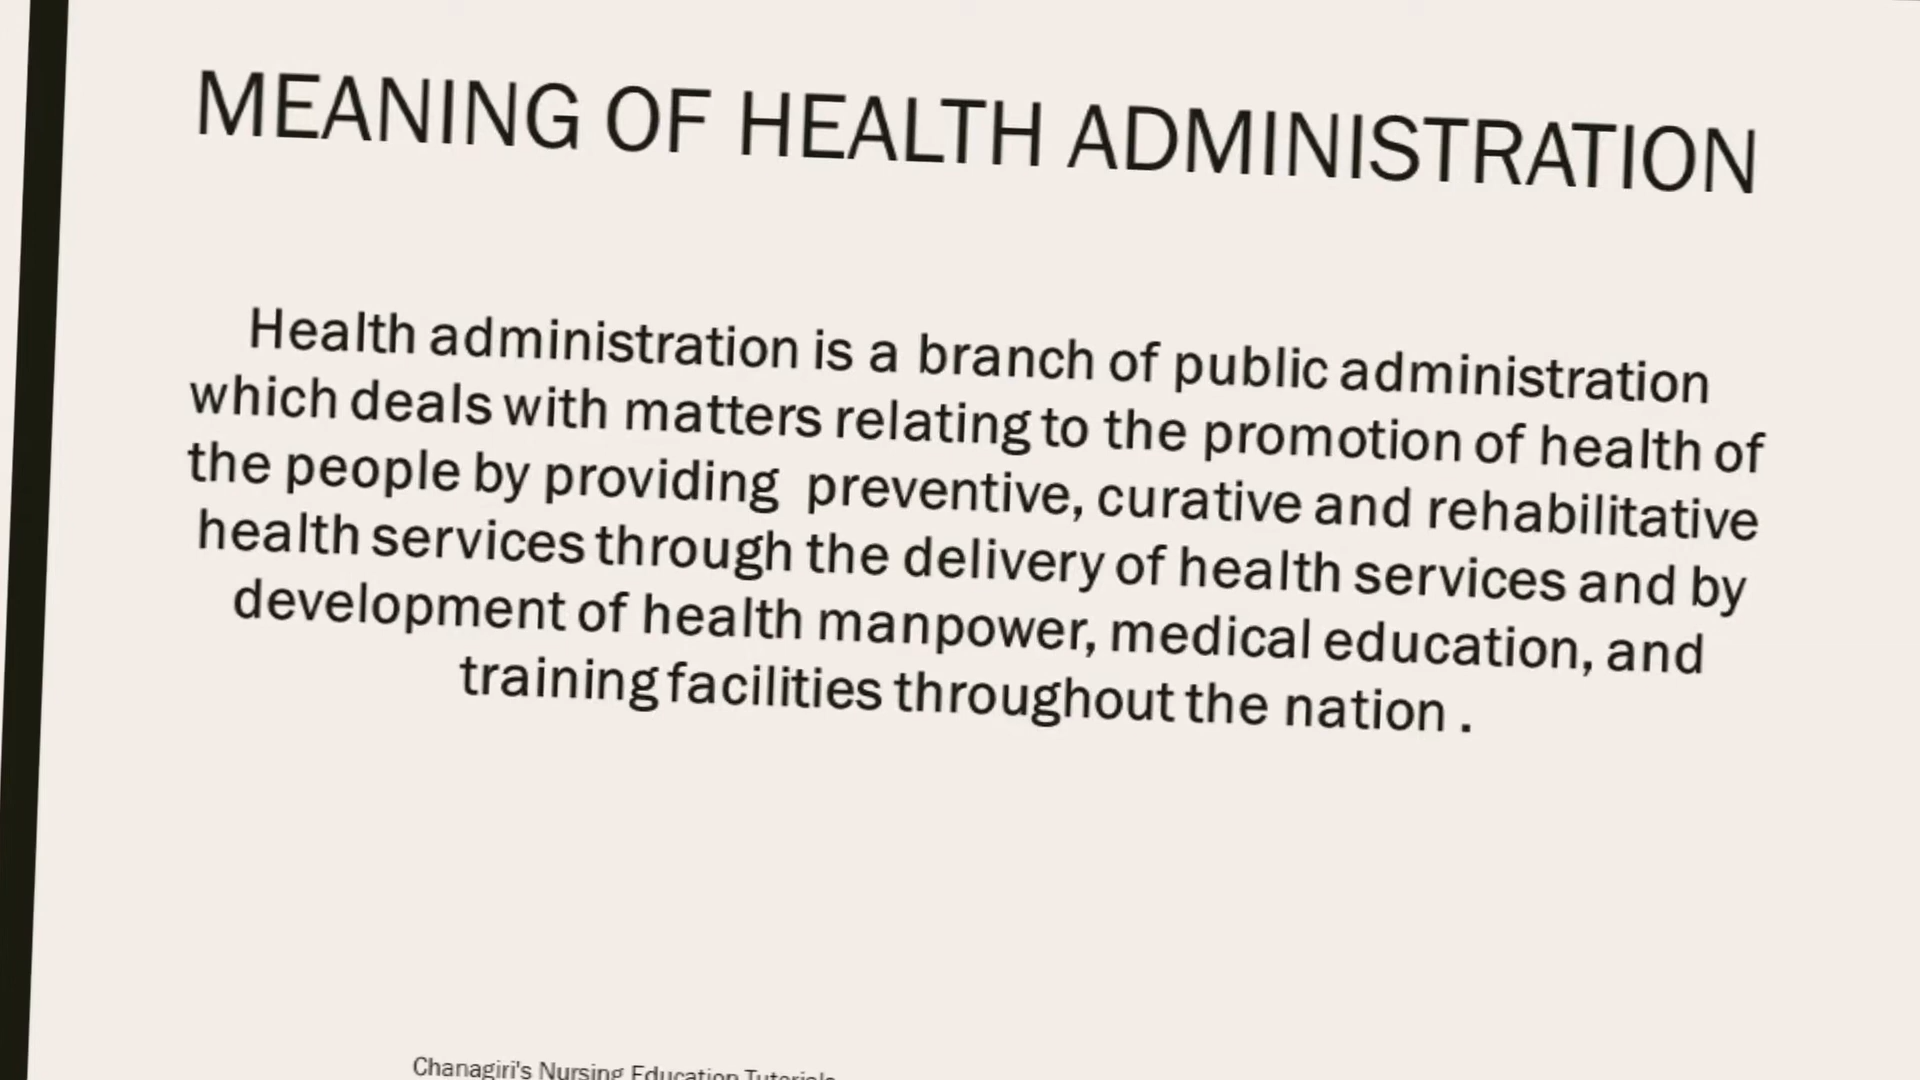 MEANING OF HEALTH ADMINISTRATION
Health administration is a branch of public administration
which deals with matters relating to the promotion of health of
the people by providing preventive, curative and rehabilitative
health services through the delivery of health services and by
development of health manpower, medical education, and
training facilities throughout the nation .
Chanagiri's Nursing Education Tutorials